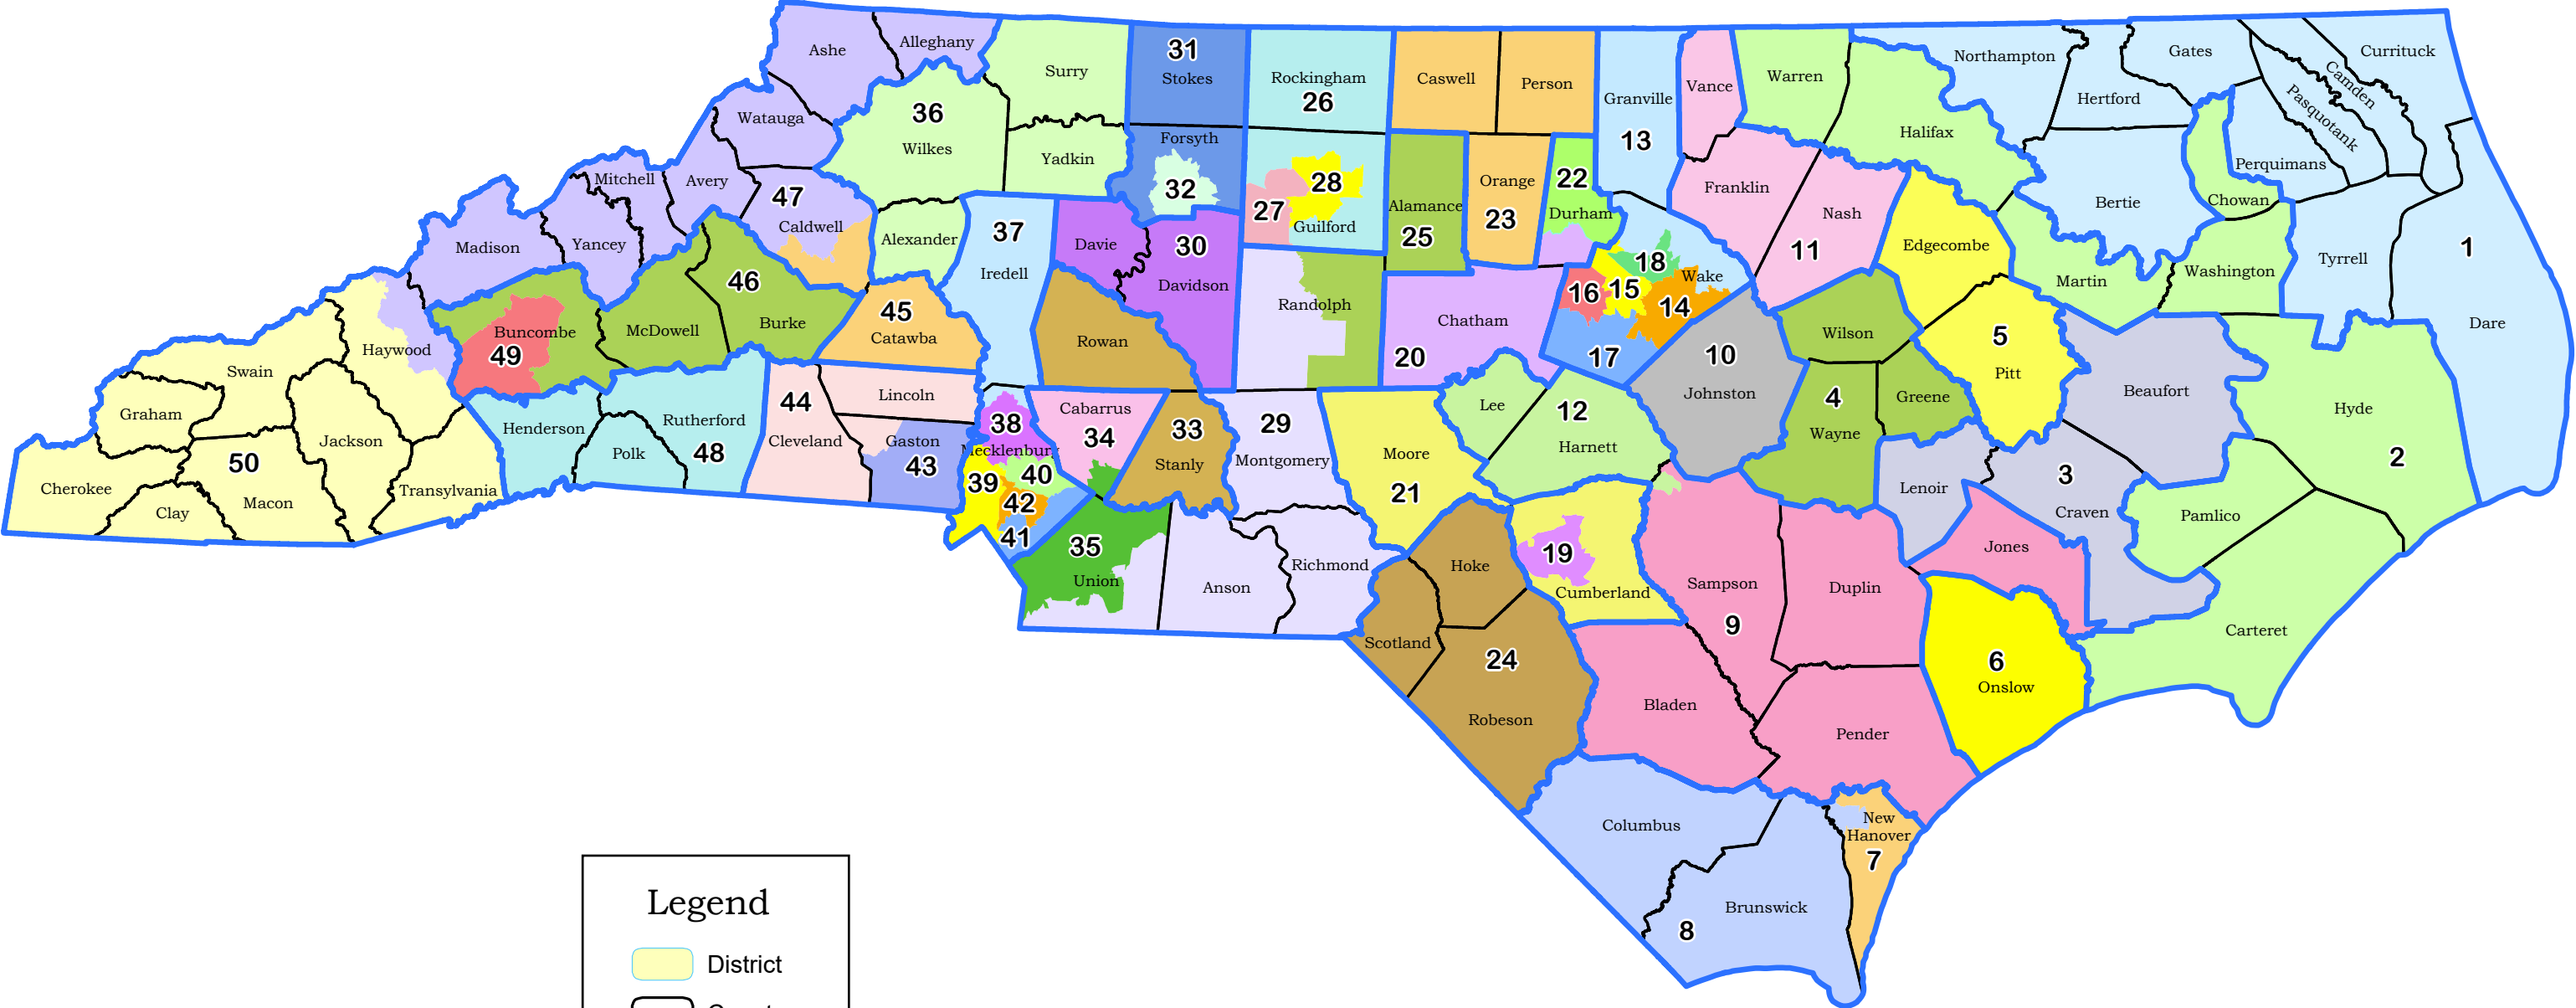 Ashe
Alleghany
Surry
31
Stokes
Rockingham
26
Caswell
Person
Granville
13
Vance
Warren
Northampton
Gates
Currituck
Camden
Pasquotank
Hertford
Halifax
Perquimans
Chowan
Bertie
Watauga
36
Wilkes
Yadkin
Forsyth
32
27
28
Guilford
Alamance
25
Orange
23
22
Durham
Franklin
Nash
11
Edgecombe
Martin
Washington
Tyrrell
1
Dare
Mitchell
Avery
47
Caldwell
Alexander
37
Iredell
Davie
30
Davidson
Randolph
Chatham
20
18
Wake
16
15
14
17
10
Johnston
Wilson
5
Pitt
Beaufort
Hyde
2
Madison
Yancey
46
Burke
McDowell
45
Catawba
Rowan
Buncombe
49
Haywood
Swain
Graham
Jackson
Cherokee
50
Macon
Clay
Transylvania
Henderson
Polk
Rutherford
48
44
Cleveland
Lincoln
Gaston
43
38
Mecklenburg
39
40
42
41
Cabarrus
34
33
Stanly
29
Montgomery
Moore
21
Lee
12
Harnett
4
Wayne
Greene
Lenoir
3
Craven
Pamlico
Jones
Carteret
35
Union
Anson
Richmond
Hoke
19
Cumberland
Sampson
9
Duplin
6
Onslow
Scotland
24
Robeson
Bladen
Pender
Columbus
New
Hanover
7
Brunswick
8
Legend
District